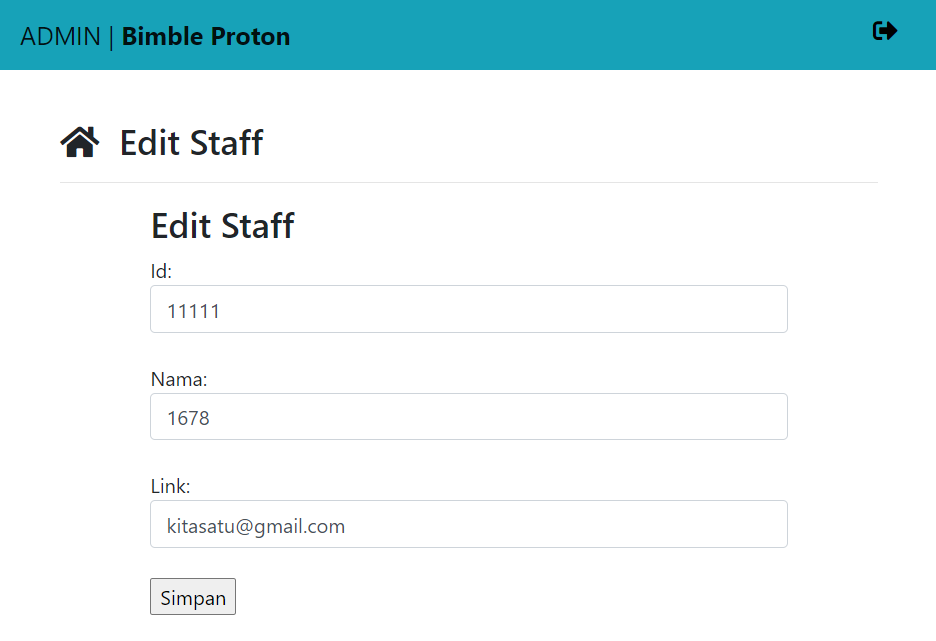 ADMIN | Bimble Proton
Edit Staff
Edit Staff
Id:
11111
Nama:
1678
Link:
kitasatu@gmail.com
Simpan